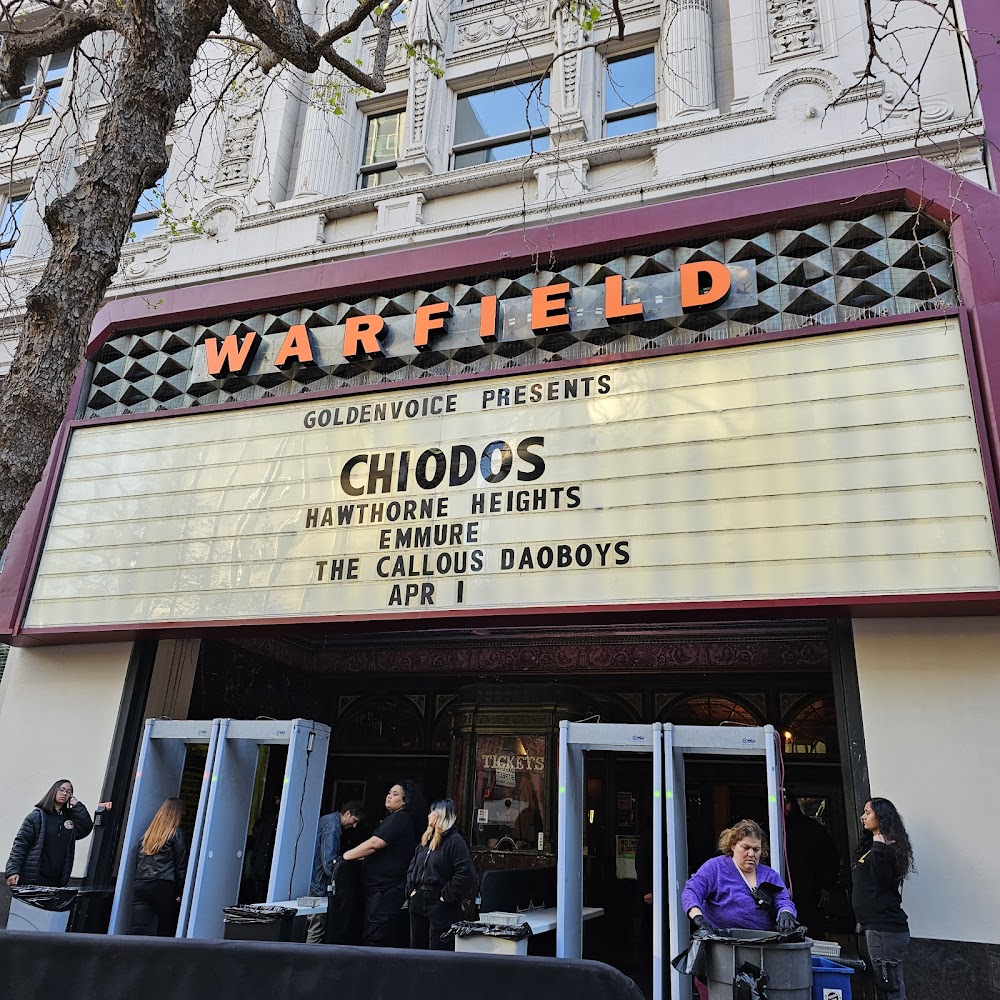 WARFIELD
GOLDENVOICE PRESENTS
CHIODOS
HAWTHORNE HEIGHTS
EMMURE
THE CALLOUS DAOBOYS
APR 1
TICKETS